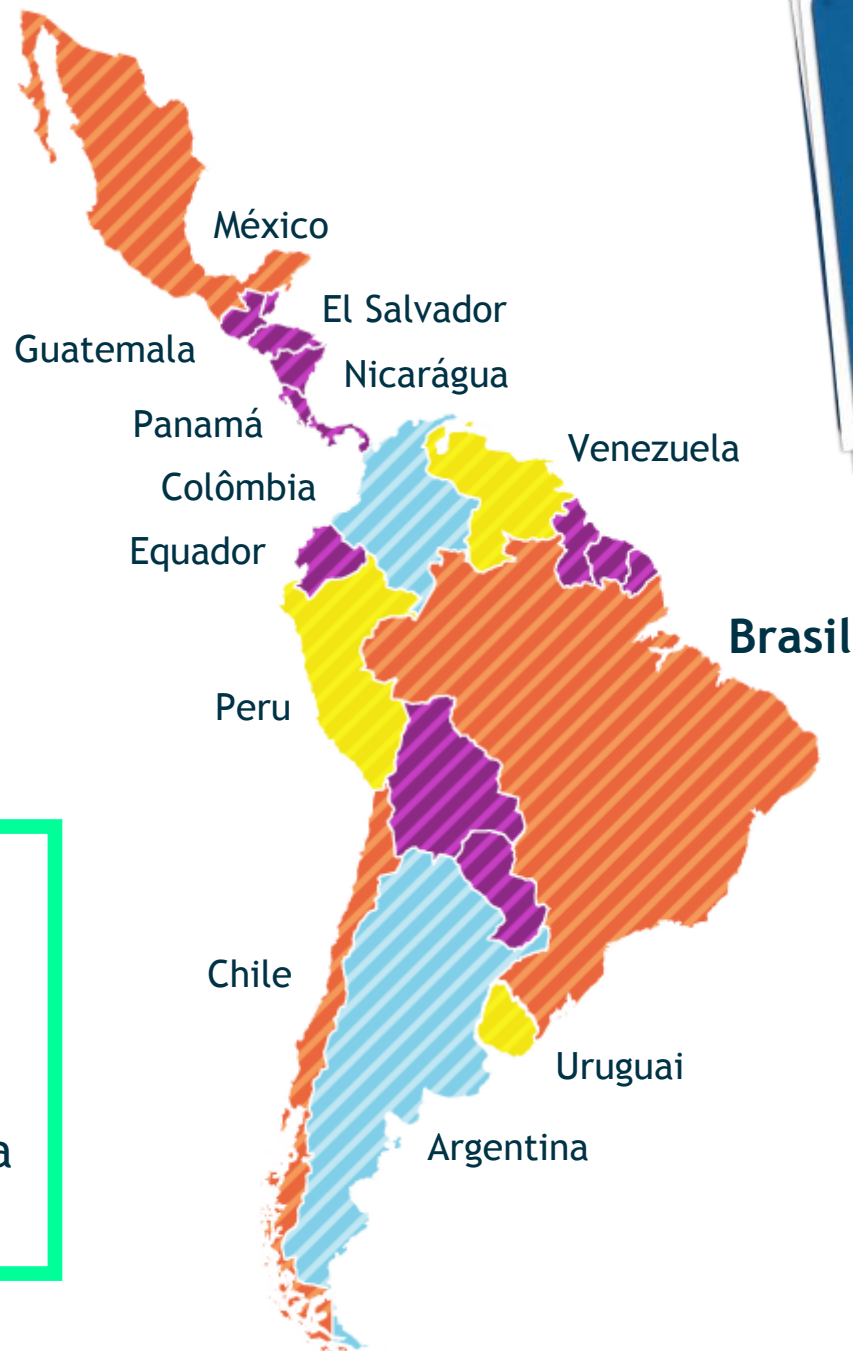 México
El Salvador
Guatemala
Nicarágua
Panamá
Venezuela
Colômbia
Equador
Brasil
Peru
Chile
Uruguai
a
Argentina